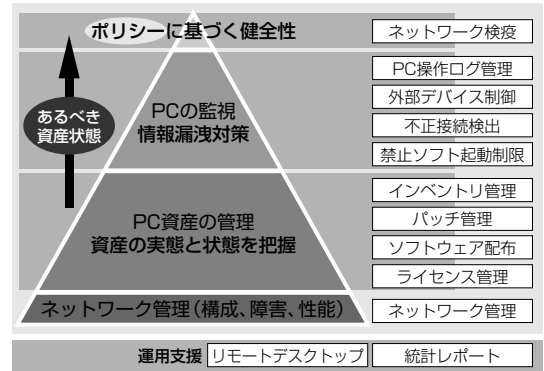 ポリシーに基づく健全性
ネットワーク検疫
あるべき
資産状態
PCの監視
情報漏洩対策
PC操作ログ管理
外部デバイス制御
不正接続検出
禁止ソフト起動制限
PC資産の管理
資産の実態と状態を把握
インベントリ管理
パッチ管理
ソフトウェア配布
ライセンス管理
ネットワーク管理(構成、障害、性能)
ネットワーク管理
運用支援
リモートデスクトップ
統計レポート